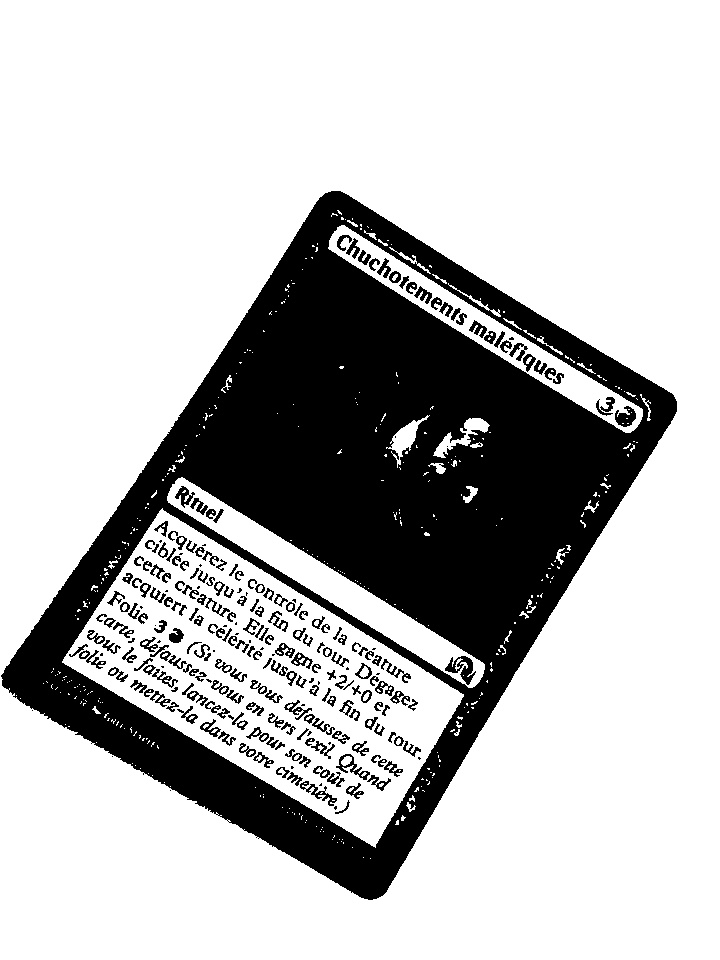 Chuchotements maléfiques
3
Rituel
Acquérez le contrôle de la créature
ciblée jusqu'à la fin du tour. Dégagez
cette créature. Elle gagne +2/+0 et
acquiert la célérité jusqu'à la fin du tour.
Folie 3 (Si vous vous défaussez de cette
carte, défaussez-vous en vers l'exil. Quand
vous le faites, lancez-la pour son coût de
folie ou mettez-la dans votre cimetière.)